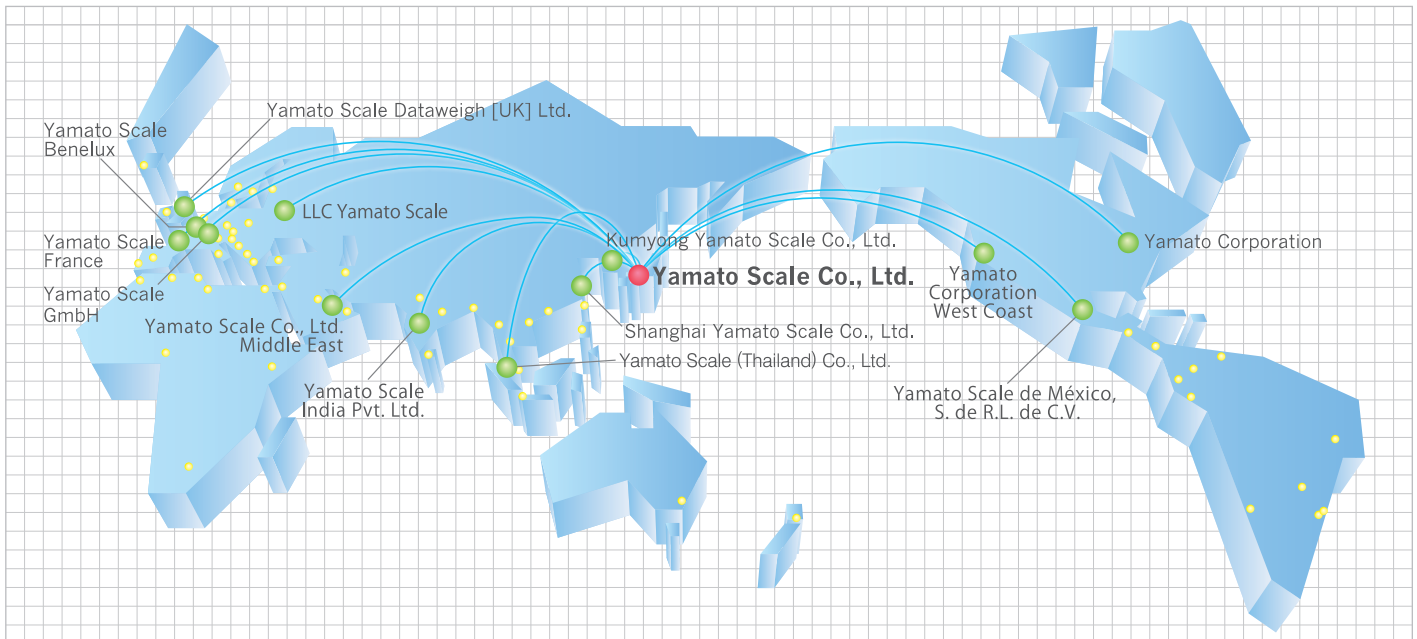 Yamato Scale Dataweigh [UK] Ltd.
Yamato Scale
Benelux
LLC Yamato Scale
Yamato Scale
France
Yamato Scale
GmbH
Yamato Scale Co., Ltd.
Middle East
Yamato Scale
India Pvt. Ltd.
Kumyong Yamato Scale Co., Ltd.
Yamato Scale Co., Ltd.
Shanghai Yamato Scale Co., Ltd.
Yamato Scale (Thailand) Co., Ltd.
Yamato Corporation
Yamato
Corporation
West Coast
Yamato Scale de México,
S. de R.L. de C.V.